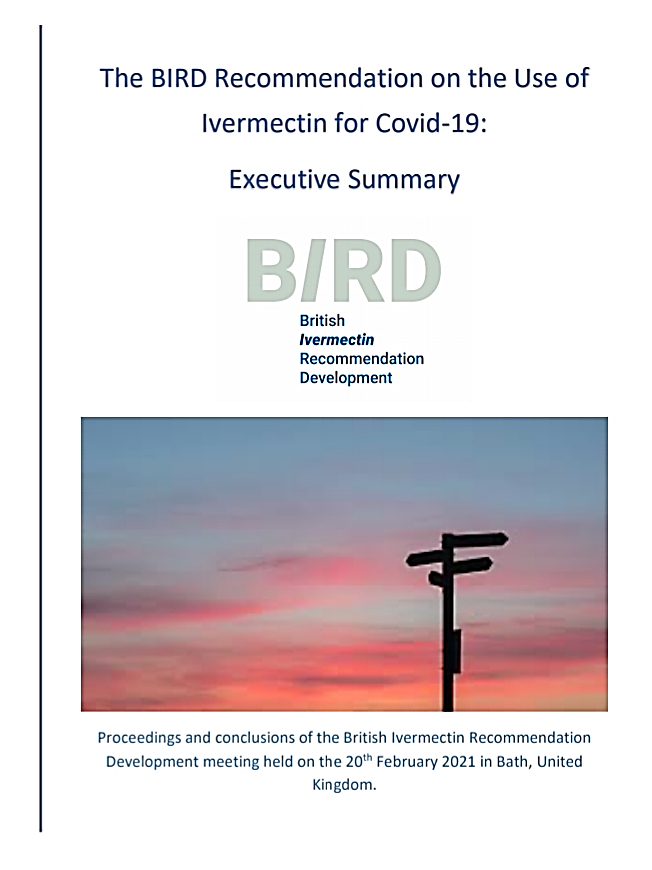 The BIRD Recommendation on the Use of
Ivermectin for Covid-19:
Executive Summary
BIRD
British
Ivermectin
Recommendation
Development
Proceedings and conclusions of the British Ivermectin Recommendation
Development meeting held on the 20th February 2021 in Bath, United
Kingdom.